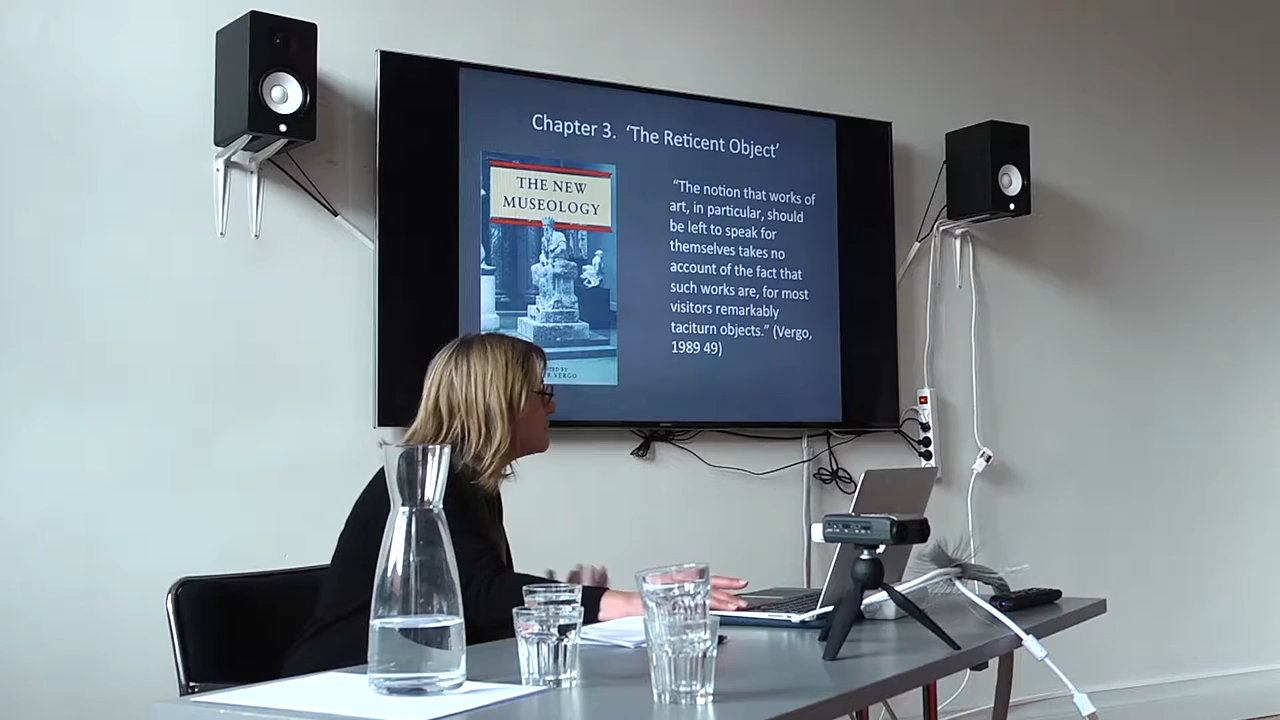 Chapter 3. ‘The Reticent Object’
THE NEW
MUSEOLOGY
“The notion that works of
art, in particular, should
be left to speak for
themselves takes no
account of the fact that
such works are, for most
visitors remarkably
taciturn objects.” (Vergo,
1989 49)
BY
VERGO